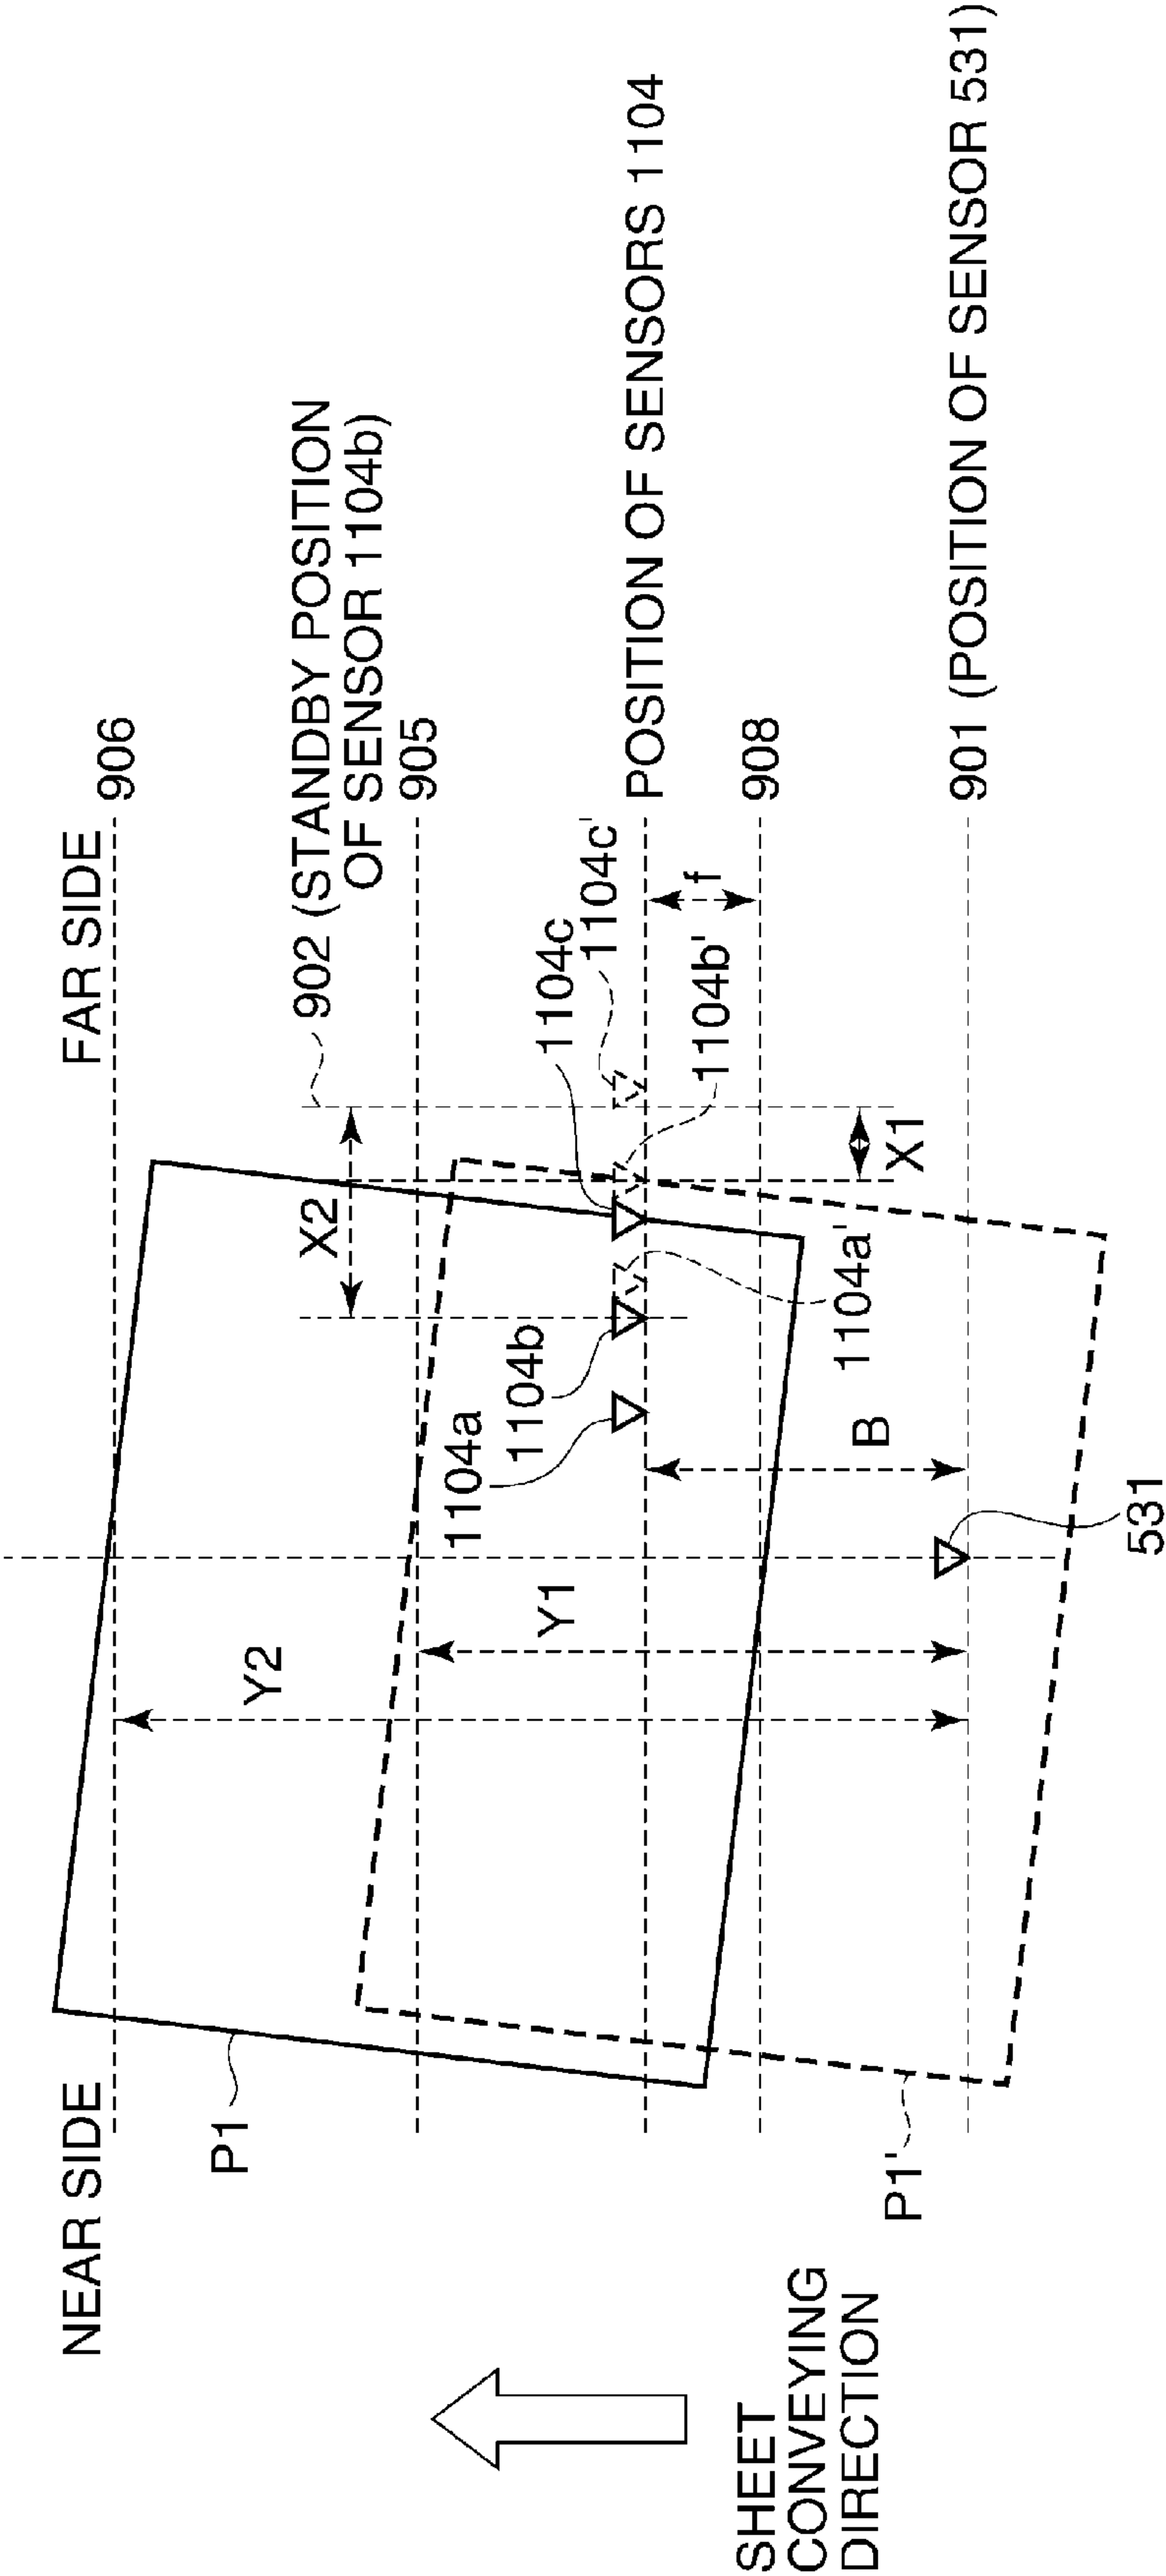 NEAR SIDE
FAR SIDE
906
902 (STANDBY POSITION
OF SENSOR 1104b)
905
P1
Y2
X2
1104a
1104b
1104c
1104c'
POSITION OF SENSORS 1104
Y1
f
1104b'
908
SHEET
CONVEYING
DIRECTION
P1'
B
1104a'
X1
901 (POSITION OF SENSOR 531)
531